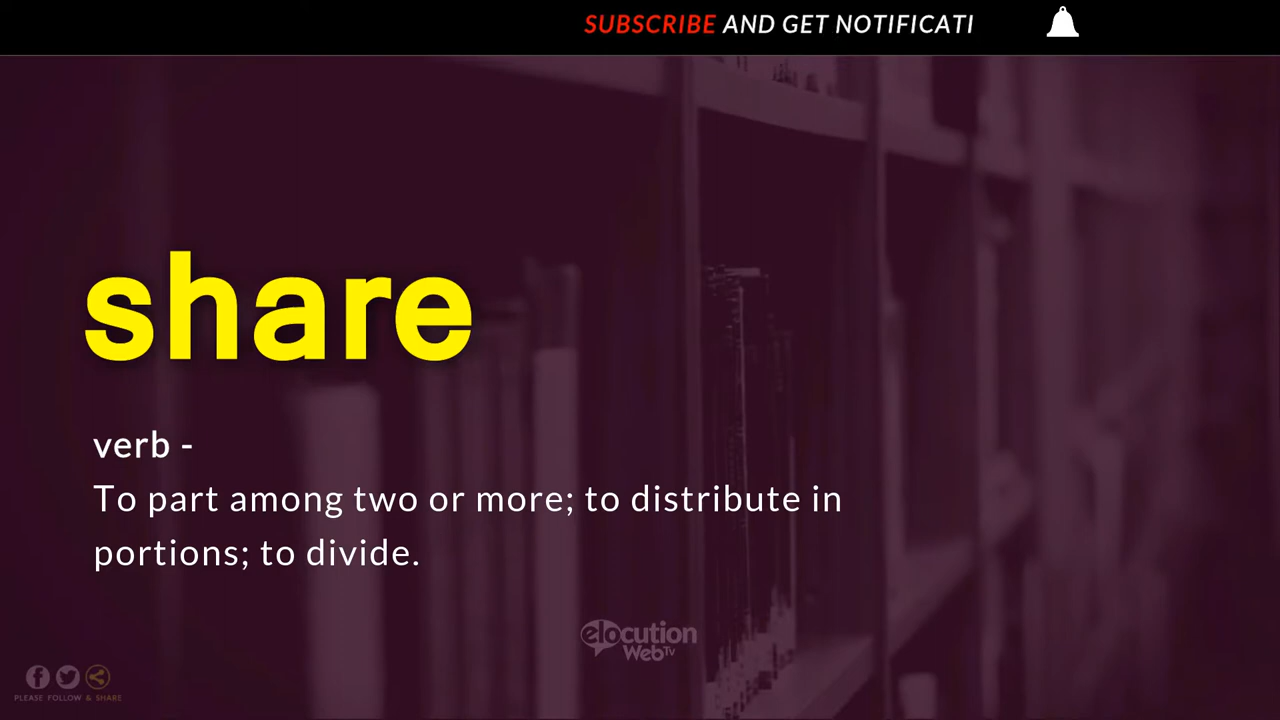 SUBSCRIBE AND GET NOTIFICATI
share
verb -
To part among two or more; to distribute in
portions; to divide.
elocution
WebTv
PLEASE FOLLOW & SHARE